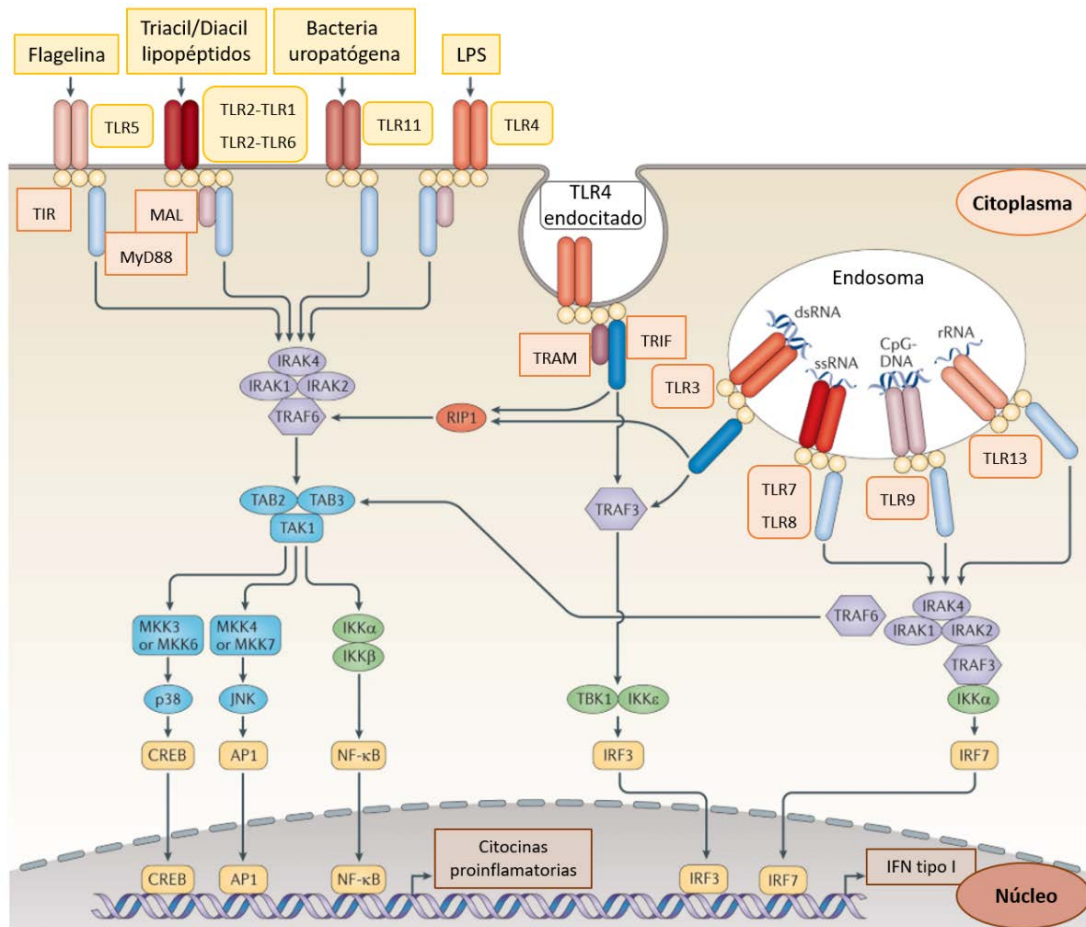 Flagelina
Triacil/Diacil
lipopéptidos
Bacteria
uropatógena
LPS
TLR5
TLR2-TLR1
TLR2-TLR6
TLR11
TLR4
TIR
MAL
MyD88
TLR4
endocitado
Citoplasma
Endosoma
dsRNA
ssRNA
CpG-
DNA
rRNA
TRAM
TRIF
TLR3
TLR7
TLR8
TLR9
TLR13
IRAK4
IRAK1
IRAK2
TRAF6
RIP1
TAB2
TAB3
TAK1
TRAF3
MKK3
or MKK6
MKK4
or MKK7
IKKα
IKKβ
TRAF6
IRAK4
IRAK1
IRAK2
TRAF3
IKKα
p38
JNK
TBK1
IKKε
CREB
AP1
NF-κB
IRF3
IRF7
Citocinas
proinflamatorias
IFN tipo I
CREB
AP1
NF-κB
IRF3
IRF7
Núcleo